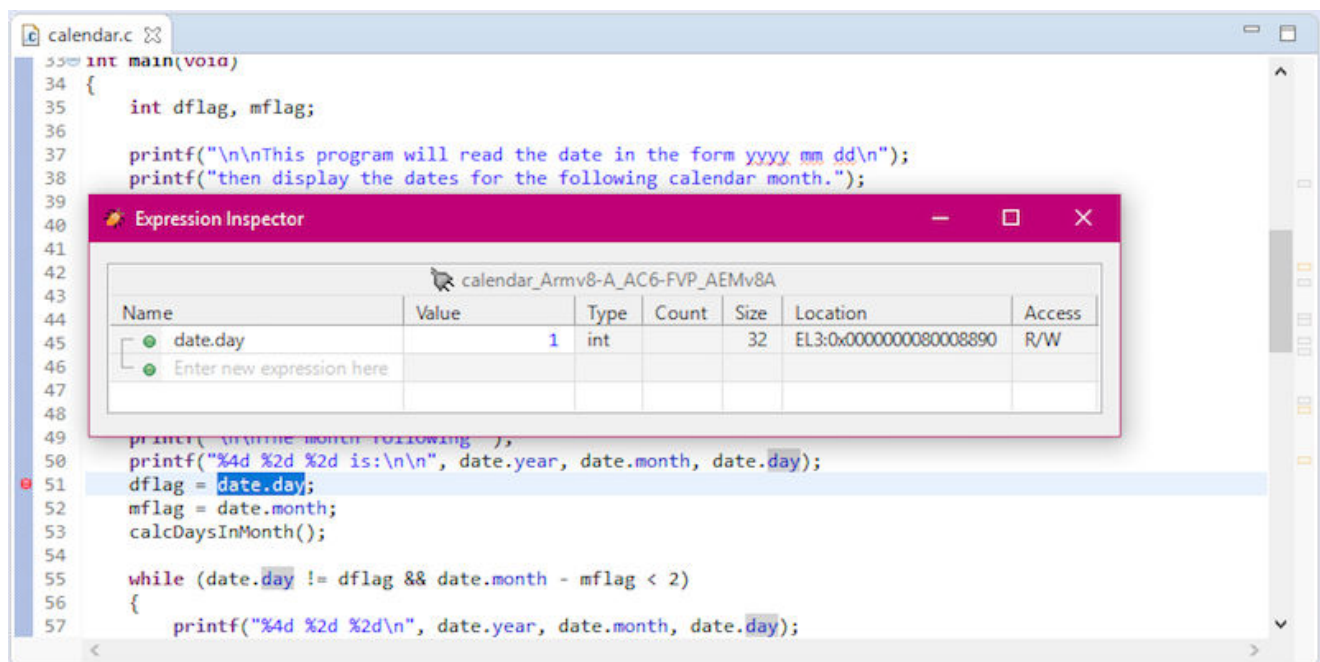 calendar.c
33 int main(void)
34 {
35 int dflag, mflag;
36
37 printf("\n\nThis program will read the date in the form yyyy mm dd\n");
38 printf("then display the dates for the following calendar month.");
39
40
41
42
43
44
45
46
47
48
Expression Inspector
calendar_Armv8-A_AC6-FVP_AEMv8A
Name Value Type Count Size Location Access
date.day 1 int 32 EL3:0x0000000080008890 R/W
Enter new expression here
49 printf("\n\nThe month following ");
50 printf("%4d %2d %2d is:\n\n", date.year, date.month, date.day);
51 dflag = date.day;
52 mflag = date.month;
53 calcDaysInMonth();
54
55 while (date.day != dflag && date.month - mflag < 2)
56 {
57 printf("%4d %2d %2d\n", date.year, date.month, date.day);